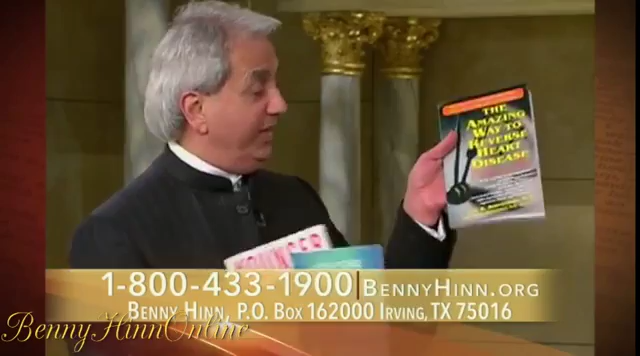 THE
AMAZING
WAY TO
REVERSE
HEART
DISEASE
YOUNGER
1-800-433-1900
BENNYHINN.ORG
BENNY HINN, P.O. BOX 162000 IRVING, TX 75016
BennyHinnOnline